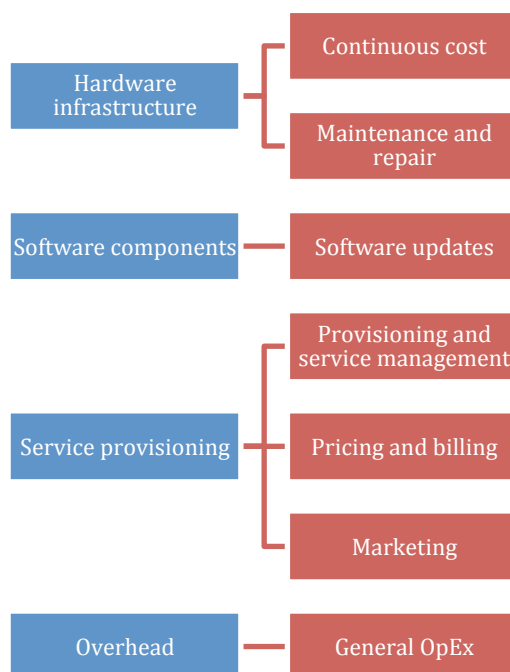 Hardware
infrastructure
Continuous cost
Maintenance and
repair
Software components
Software updates
Service provisioning
Provisioning and
service management
Pricing and billing
Marketing
Overhead
General OpEx